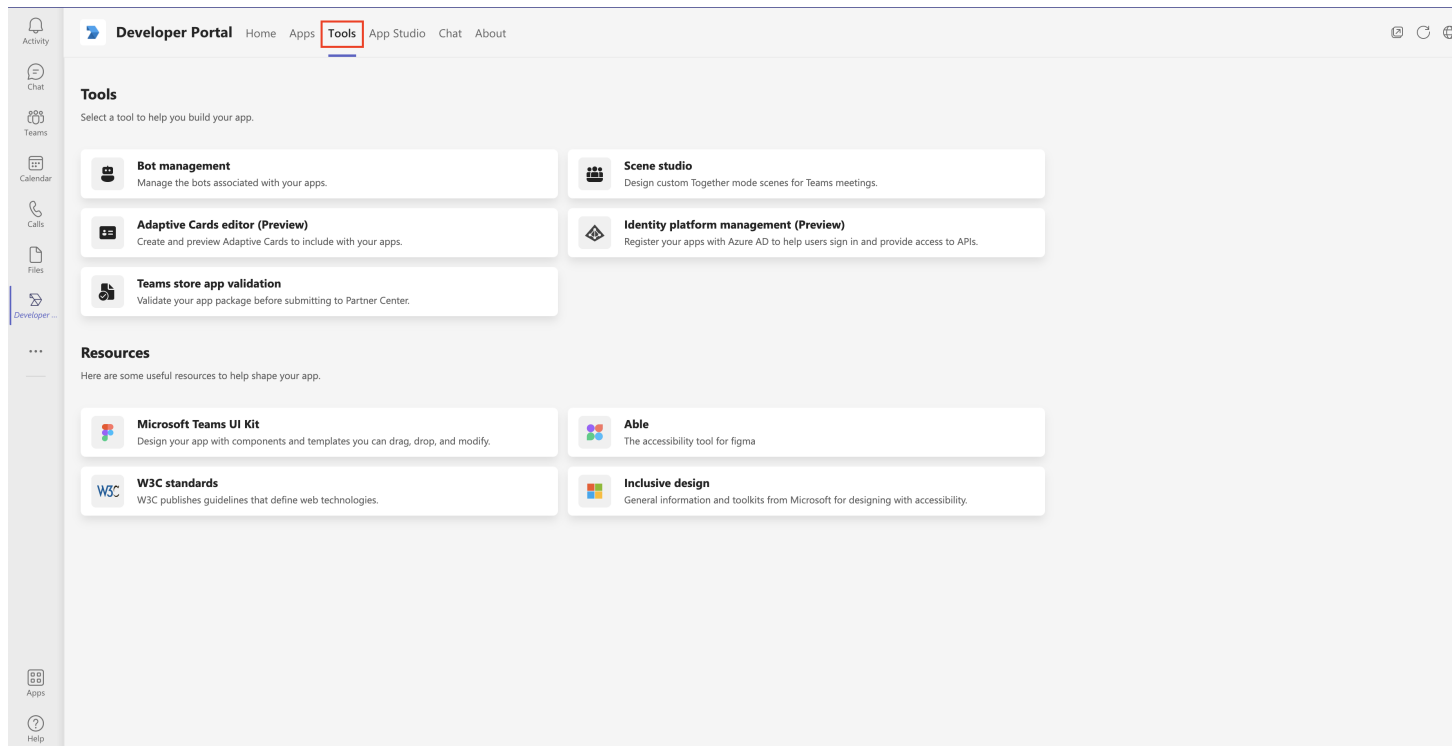 Activity
Chat
Teams
Calendar
Calls
Files
Developer ...
Apps
Help
Developer Portal Home Apps Tools App Studio Chat About
Tools
Select a tool to help you build your app.
Bot management
Manage the bots associated with your apps.
Scene studio
Design custom Together mode scenes for Teams meetings.
Adaptive Cards editor (Preview)
Create and preview Adaptive Cards to include with your apps.
Identity platform management (Preview)
Register your apps with Azure AD to help users sign in and provide access to APIs.
Teams store app validation
Validate your app package before submitting to Partner Center.
Resources
Here are some useful resources to help shape your app.
Microsoft Teams UI Kit
Design your app with components and templates you can drag, drop, and modify.
Able
The accessibility tool for figma
W3C
W3C standards
W3C publishes guidelines that define web technologies.
Inclusive design
General information and toolkits from Microsoft for designing with accessibility.